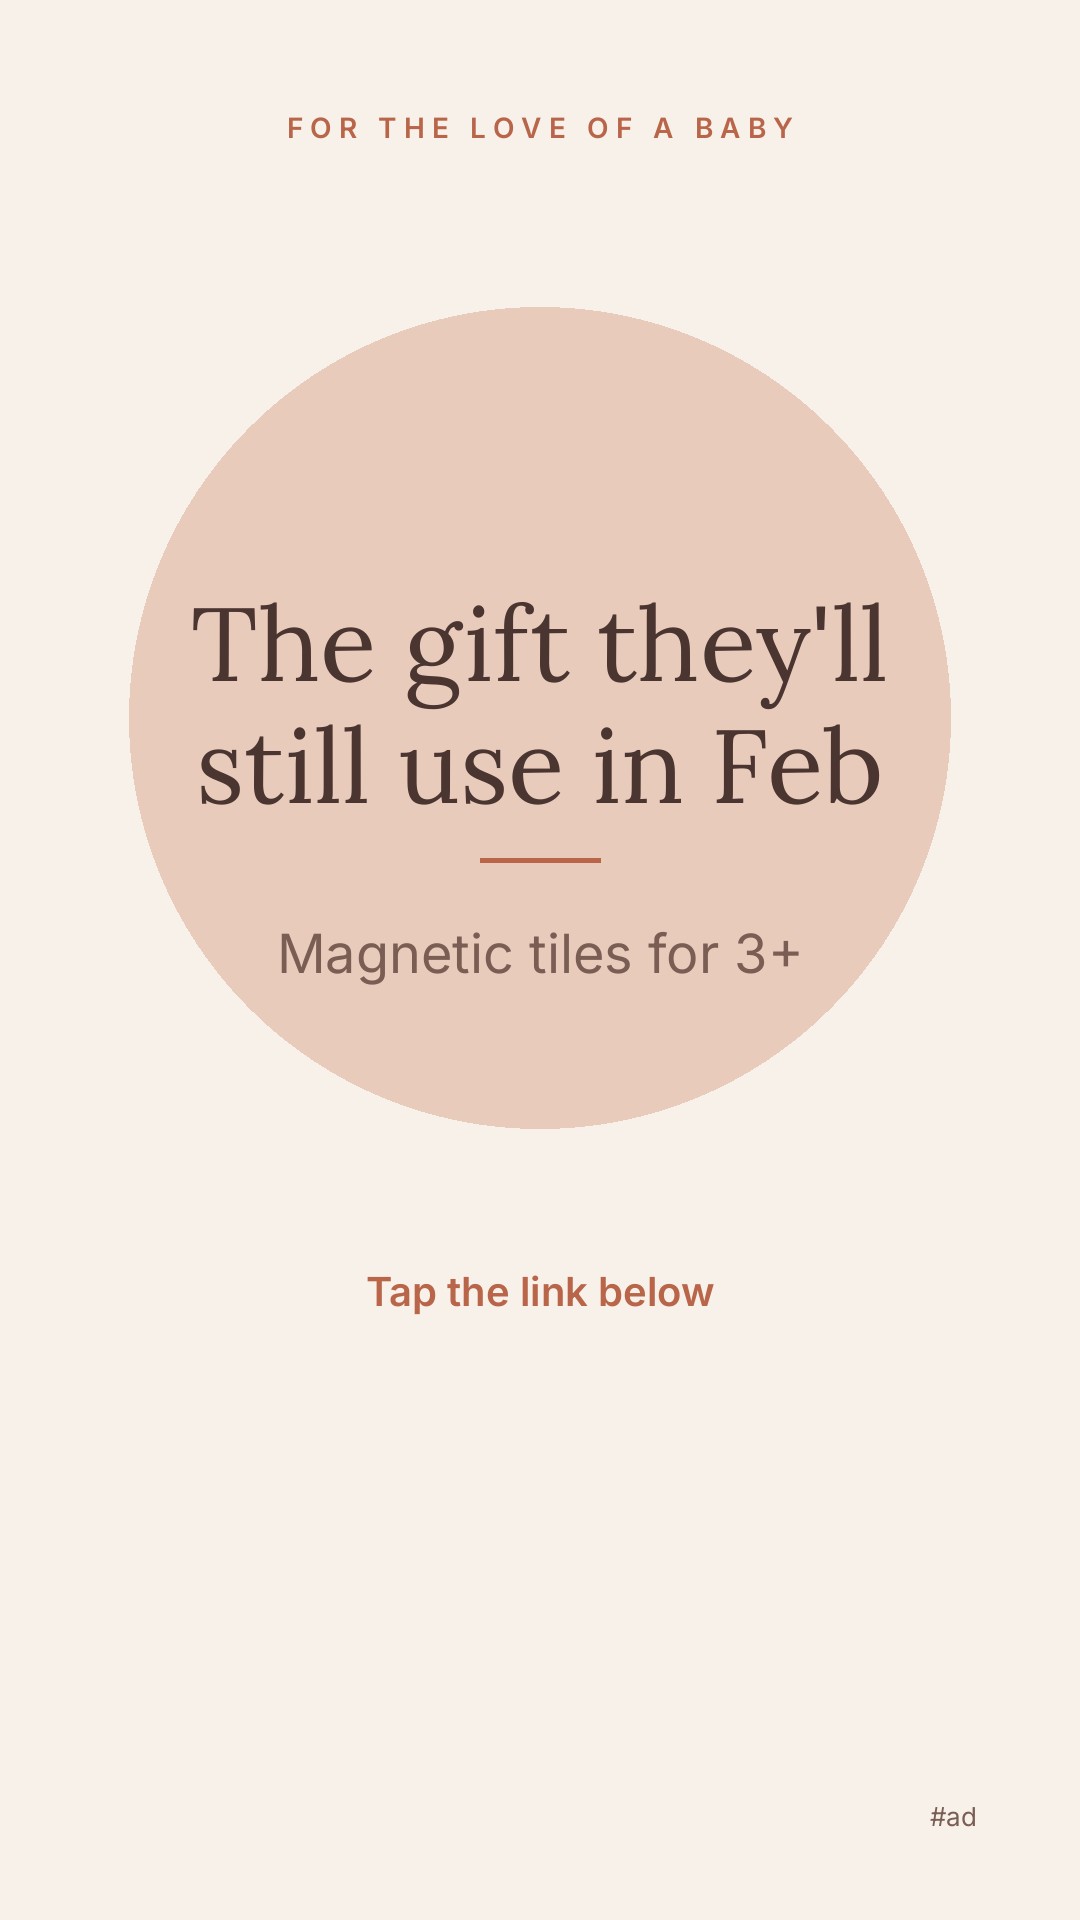 FOR THE LOVE OF A BABY
The gift they'll
still use in Feb
Magnetic tiles for 3+
Tap the link below
#ad